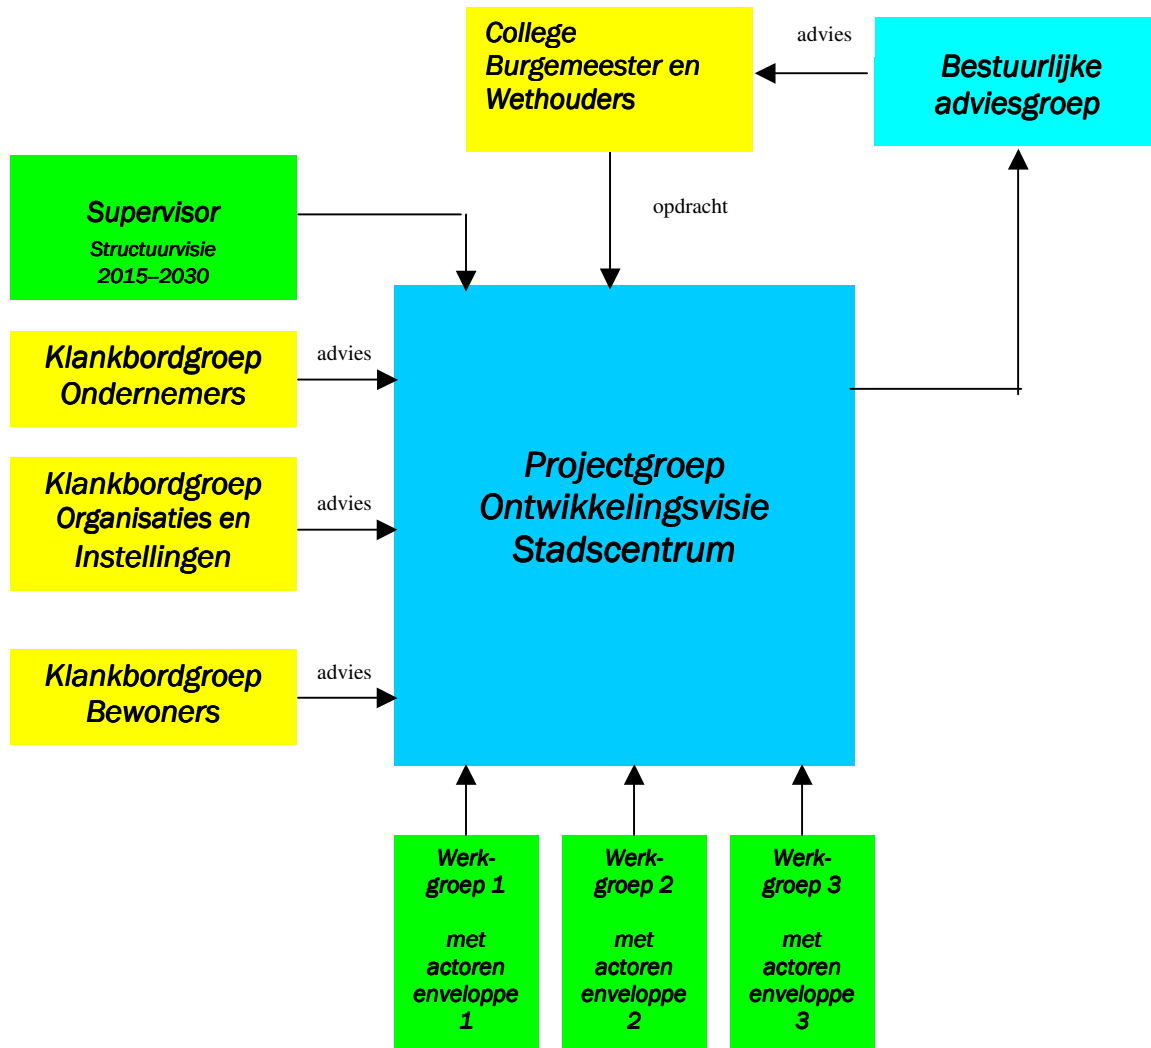 College
Burgemeester en
Wethouders
advies
Bestuurlijke
adviesgroep
Supervisor
Structuurvisie
2015–2030
opdracht
Klankbordgroep
Ondernemers
advies
Klankbordgroep
Organisaties en
Instellingen
advies
Klankbordgroep
Bewoners
advies
Projectgroep
Ontwikkelingsvisie
Stadscentrum
Werk-
groep 1
met
actoren
enveloppe
1
Werk-
groep 2
met
actoren
enveloppe
2
Werk-
groep 3
met
actoren
enveloppe
3